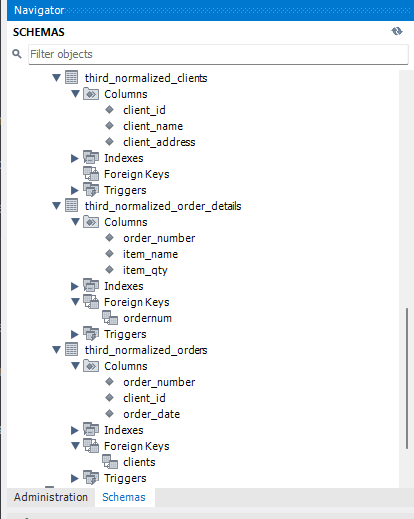 Navigator
SCHEMAS
Filter objects
third_normalized_clients
Columns
client_id
client_name
client_address
Indexes
Foreign Keys
Triggers
third_normalized_order_details
Columns
order_number
item_name
item_qty
Indexes
Foreign Keys
ordernum
Triggers
third_normalized_orders
Columns
order_number
client_id
order_date
Indexes
Foreign Keys
clients
Triggers
Administration Schemas